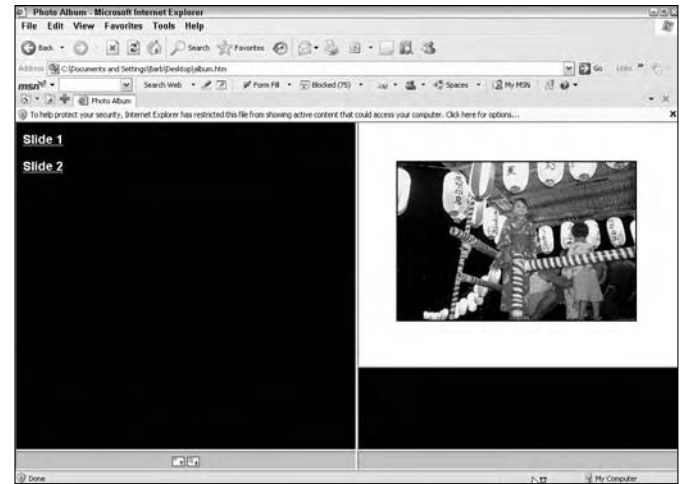 Photo Album - Microsoft Internet Explorer
File Edit View Favorites Tools Help
Back Search Favorites
Address C:\Documents and Settings\Barb\Desktop\album.htm Go Links »
msn Search Web Form Fill Blocked (75) Spaces My MSN
Photo Album
To help protect your security, Internet Explorer has restricted this file from showing active content that could access your computer. Click here for options...
Slide 1
Slide 2
Done My Computer